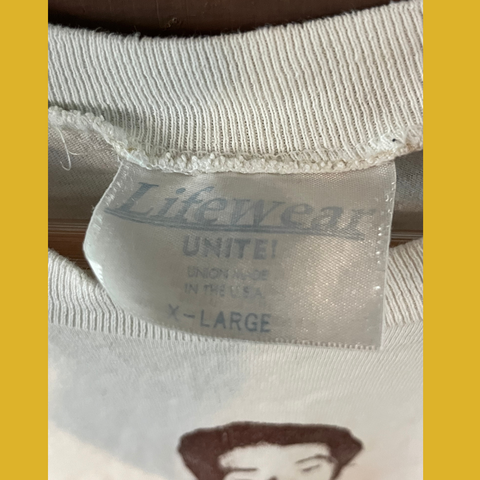 Lifewear
UNITE!
UNION MADE
IN THE U.S.A.
X-LARGE